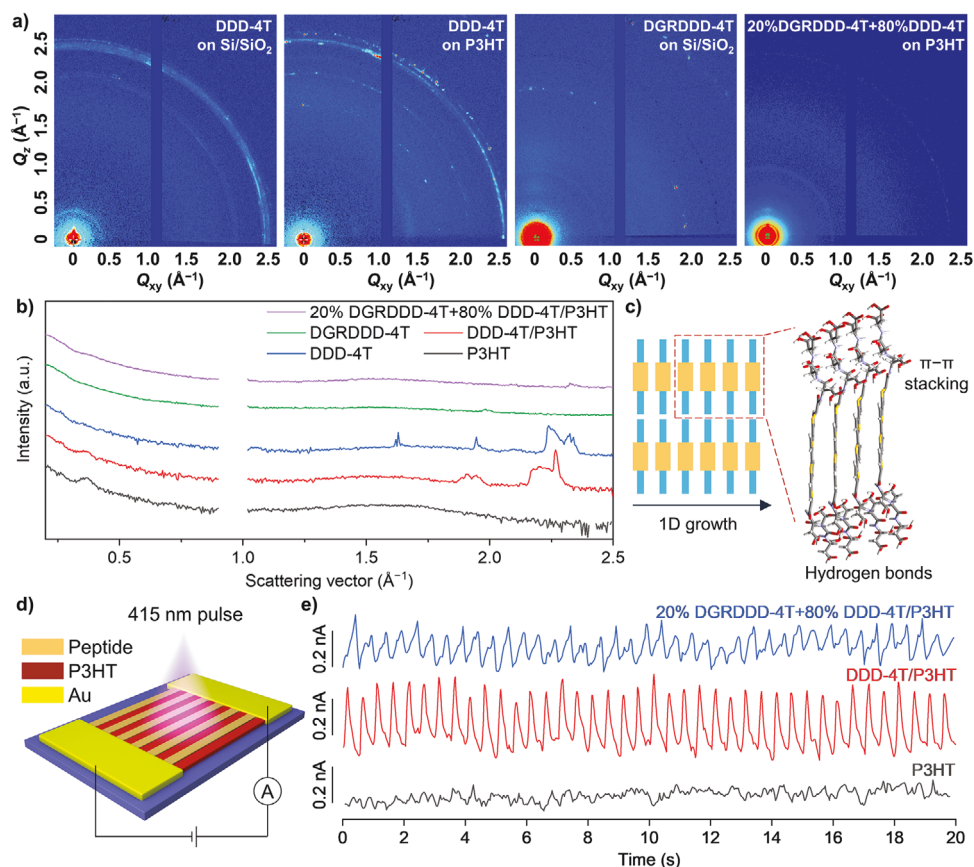 a)
DDD-4T
on Si/SiO₂
DDD-4T
on P3HT
DGRDDD-4T
on Si/SiO₂
20%DGRDDD-4T+80%DDD-4T
on P3HT
Q_z (Å⁻¹)
2.5
2.0
1.5
1.0
0.5
0
0 0.5 1.0 1.5 2.0 2.5
0 0.5 1.0 1.5 2.0 2.5
0 0.5 1.0 1.5 2.0 2.5
0 0.5 1.0 1.5 2.0 2.5
Q_xy (Å⁻¹)
Q_xy (Å⁻¹)
Q_xy (Å⁻¹)
Q_xy (Å⁻¹)
b)
20% DGRDDD-4T+80% DDD-4T/P3HT
DGRDDD-4T
DDD-4T/P3HT
DDD-4T
P3HT
Intensity (a.u.)
0.5 1.0 1.5 2.0 2.5
Scattering vector (Å⁻¹)
c)
π–π
stacking
1D growth
Hydrogen bonds
d)
415 nm pulse
Peptide
P3HT
Au
A
e)
20% DGRDDD-4T+80% DDD-4T/P3HT
0.2 nA
DDD-4T/P3HT
0.2 nA
P3HT
0.2 nA
0 2 4 6 8 10 12 14 16 18 20
Time (s)